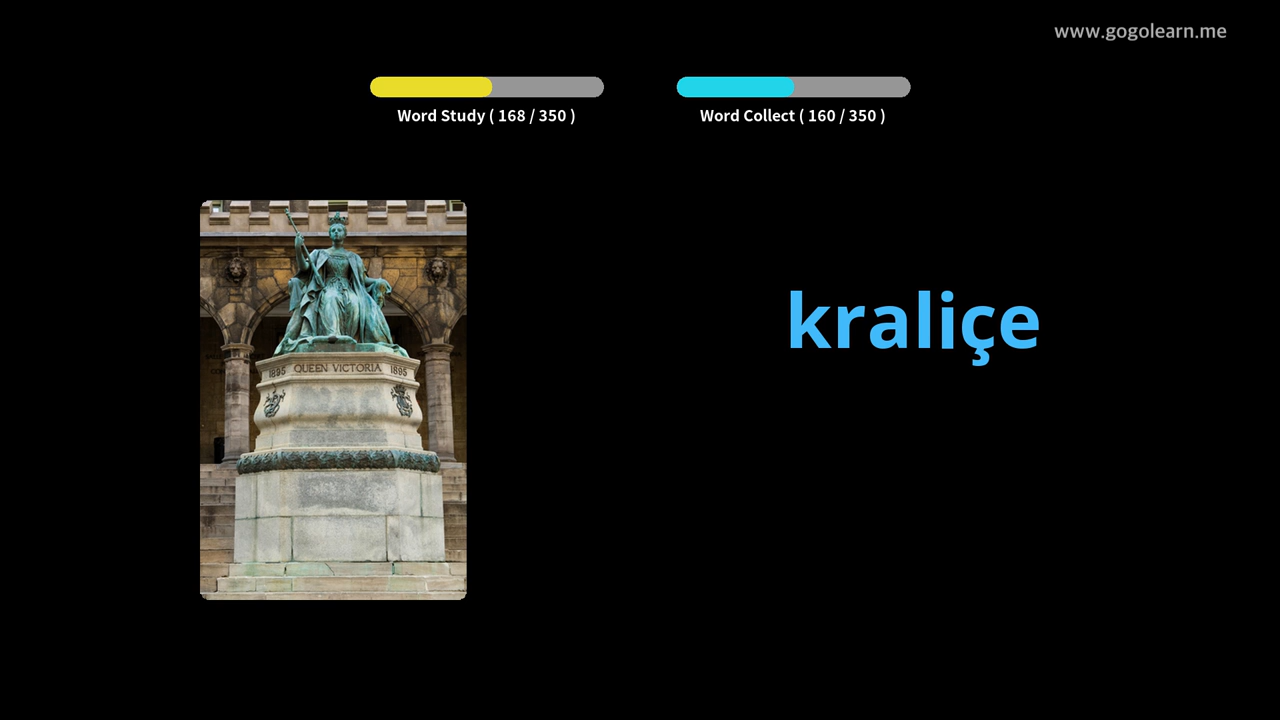 www.gogolearn.me
Word Study ( 168 / 350 )
Word Collect ( 160 / 350 )
kraliçe
1895 QUEEN VICTORIA 1895